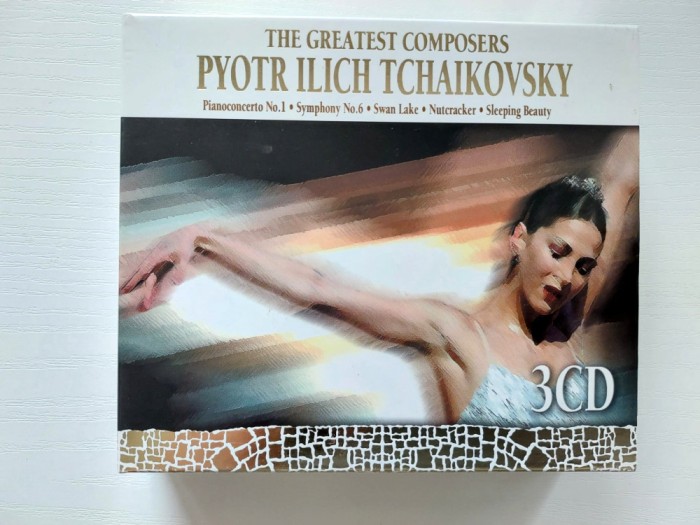 THE GREATEST COMPOSERS
PYOTR ILICH TCHAIKOVSKY
Pianoconcerto No.1 • Symphony No.6 • Swan Lake • Nutcracker • Sleeping Beauty
3CD